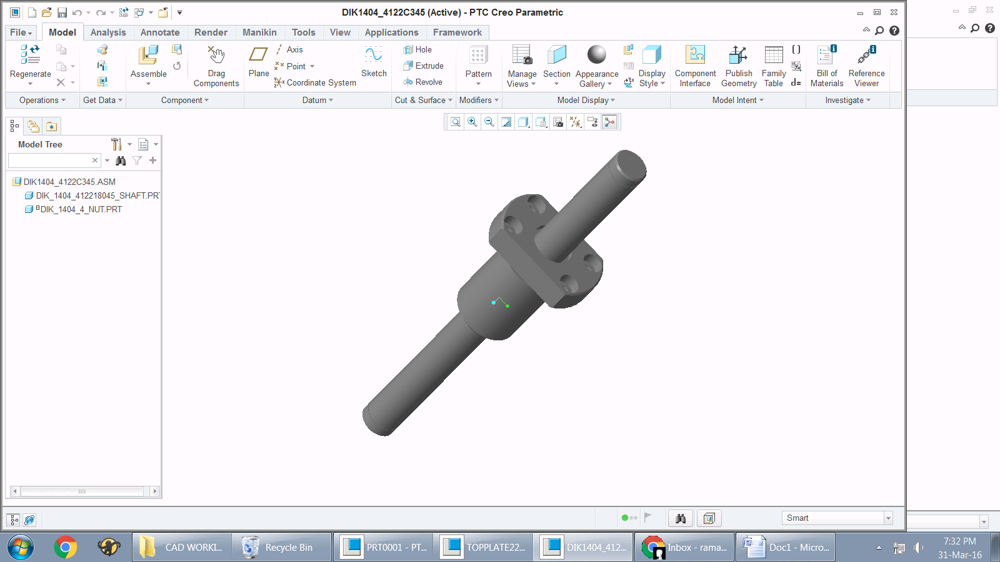 DIK1404_4122C345 (Active) - PTC Creo Parametric
File Model Analysis Annotate Render Manikin Tools View Applications Framework
Regenerate
Assemble
Drag Components
Plane
Axis
Point
Coordinate System
Sketch
Hole
Extrude
Revolve
Pattern
Manage Views
Section
Appearance Gallery
Display Style
Component Interface
Publish Geometry
Family Table
d=
Bill of Materials
Reference Viewer
Operations Get Data Component Datum Cut & Surface Modifiers Model Display Model Intent Investigate
Model Tree
DIK1404_4122C345.ASM
DIK_1404_412218045_SHAFT.PR
DIK_1404_4_NUT.PRT
Smart
CAD WORKI... Recycle Bin PRT0001 - PT... TOPPLATE22... DIK1404_412... Inbox - rama... Doc1 - Micro...
7:32 PM
31-Mar-16